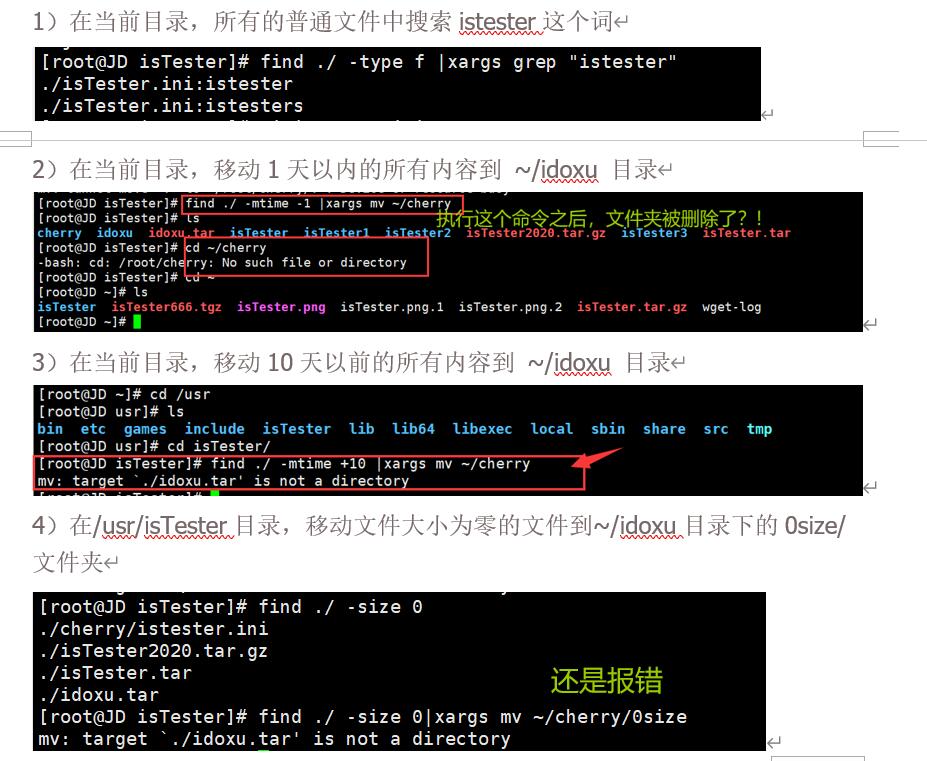 1）在当前目录，所有的普通文件中搜索 istester 这个词
[root@JD isTester]# find ./ -type f |xargs grep "istester"
./isTester.ini:istester
./isTester.ini:istesters
2）在当前目录，移动 1 天以内的所有内容到 ~/idoxu 目录
[root@JD isTester]# find ./ -mtime -1 |xargs mv ~/cherry
执行这个命令之后，文件夹被删除了？！
[root@JD isTester]# ls
cherry idoxu idoxu.tar isTester isTester1 isTester2 isTester2020.tar.gz isTester3 isTester.tar
[root@JD isTester]# cd ~/cherry
-bash: cd: /root/cherry: No such file or directory
[root@JD isTester]# cd ~
[root@JD ~]# ls
isTester isTester666.tgz isTester.png isTester.png.1 isTester.png.2 isTester.tar.gz wget-log
[root@JD ~]#
3）在当前目录，移动 10 天以前的所有内容到 ~/idoxu 目录
[root@JD ~]# cd /usr
[root@JD usr]# ls
bin etc games include isTester lib lib64 libexec local sbin share src tmp
[root@JD usr]# cd isTester/
[root@JD isTester]# find ./ -mtime +10 |xargs mv ~/cherry
mv: target `./idoxu.tar' is not a directory
4）在/usr/isTester 目录，移动文件大小为零的文件到~/idoxu 目录下的 0size/
文件夹
[root@JD isTester]# find ./ -size 0
./cherry/istester.ini
./isTester2020.tar.gz
./isTester.tar
./idoxu.tar
还是报错
[root@JD isTester]# find ./ -size 0|xargs mv ~/cherry/0size
mv: target `./idoxu.tar' is not a directory